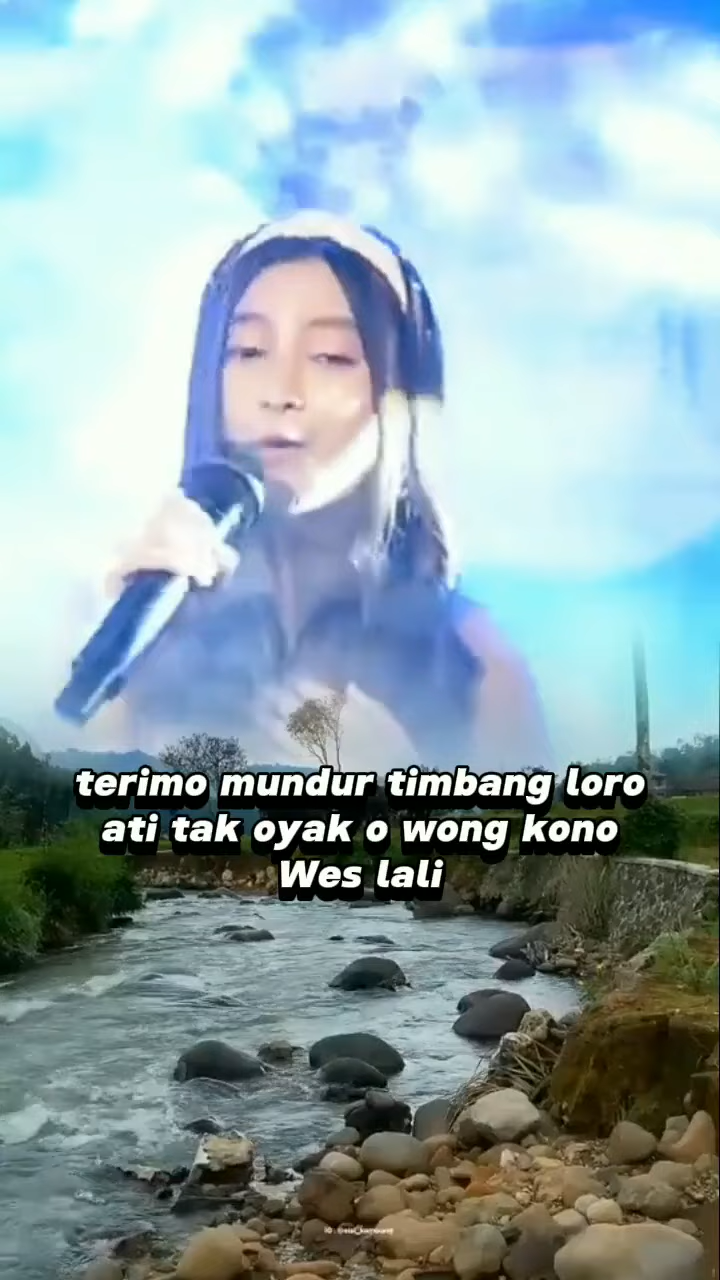 terimo mundur timbang loro
ati tak oyak o wong kono
Wes lali